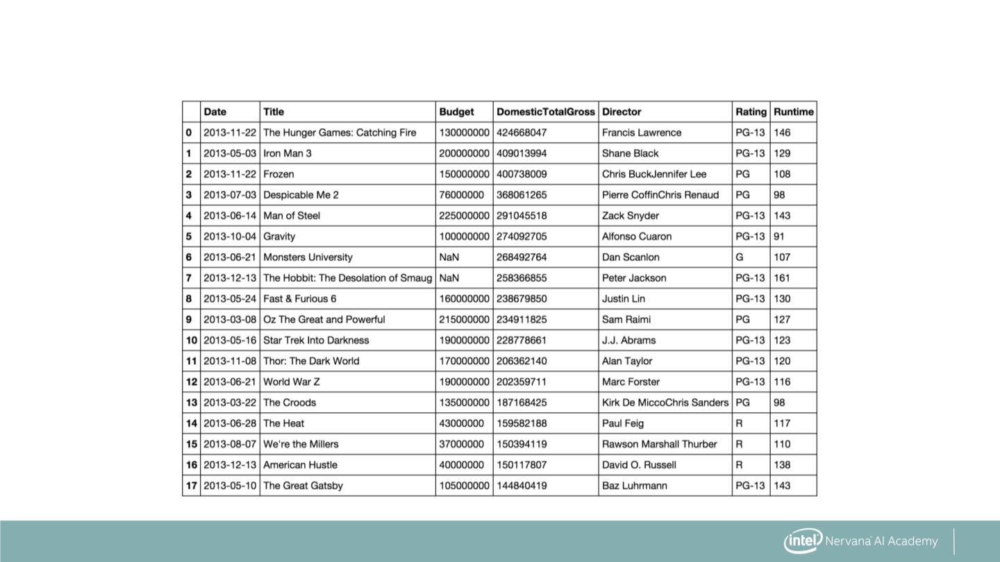 Date Title Budget DomesticTotalGross Director Rating Runtime
0 2013-11-22 The Hunger Games: Catching Fire 130000000 424668047 Francis Lawrence PG-13 146
1 2013-05-03 Iron Man 3 200000000 409013994 Shane Black PG-13 129
2 2013-11-22 Frozen 150000000 400738009 Chris BuckJennifer Lee PG 108
3 2013-07-03 Despicable Me 2 76000000 368061265 Pierre CoffinChris Renaud PG 98
4 2013-06-14 Man of Steel 225000000 291045518 Zack Snyder PG-13 143
5 2013-10-04 Gravity 100000000 274092705 Alfonso Cuaron PG-13 91
6 2013-06-21 Monsters University NaN 268492764 Dan Scanlon G 107
7 2013-12-13 The Hobbit: The Desolation of Smaug NaN 258366855 Peter Jackson PG-13 161
8 2013-05-24 Fast & Furious 6 160000000 238679850 Justin Lin PG-13 130
9 2013-03-08 Oz The Great and Powerful 215000000 234911825 Sam Raimi PG 127
10 2013-05-16 Star Trek Into Darkness 190000000 228778661 J.J. Abrams PG-13 123
11 2013-11-08 Thor: The Dark World 170000000 206362140 Alan Taylor PG-13 120
12 2013-06-21 World War Z 190000000 202359711 Marc Forster PG-13 116
13 2013-03-22 The Croods 135000000 187168425 Kirk De MiccoChris Sanders PG 98
14 2013-06-28 The Heat 43000000 159582188 Paul Feig R 117
15 2013-08-07 We're the Millers 37000000 150394119 Rawson Marshall Thurber R 110
16 2013-12-13 American Hustle 40000000 150117807 David O. Russell R 138
17 2013-05-10 The Great Gatsby 105000000 144840419 Baz Luhrmann PG-13 143
intel Nervana AI Academy